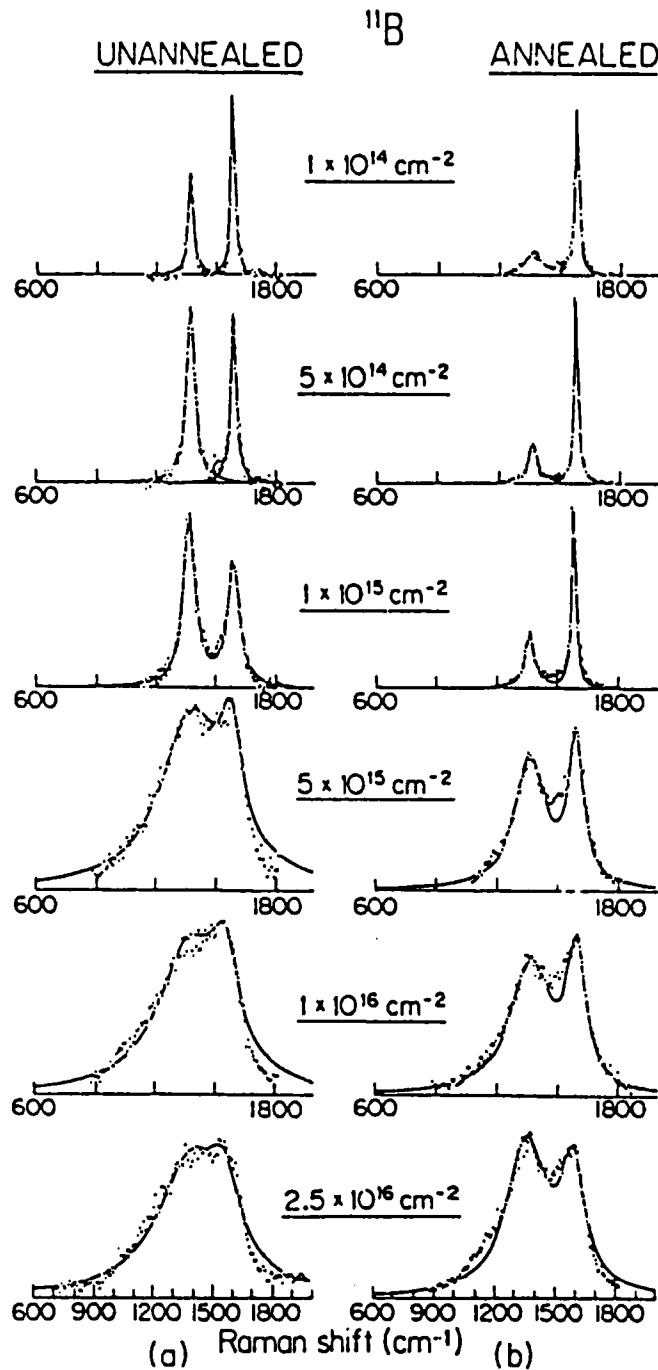 ¹¹B
UNANNEALED ANNEALED
1 x 10¹⁴ cm⁻²
600 1800 600 1800
5 x 10¹⁴ cm⁻²
600 1800 600 1800
1 x 10¹⁵ cm⁻²
600 1800 600 1800
5 x 10¹⁵ cm⁻²
600 1800 600 1800
1 x 10¹⁶ cm⁻²
600 1800 600 1800
2.5 x 10¹⁶ cm⁻²
600 900 1200 1500 1800 600 900 1200 1500 1800
(a) Raman shift (cm⁻¹) (b)